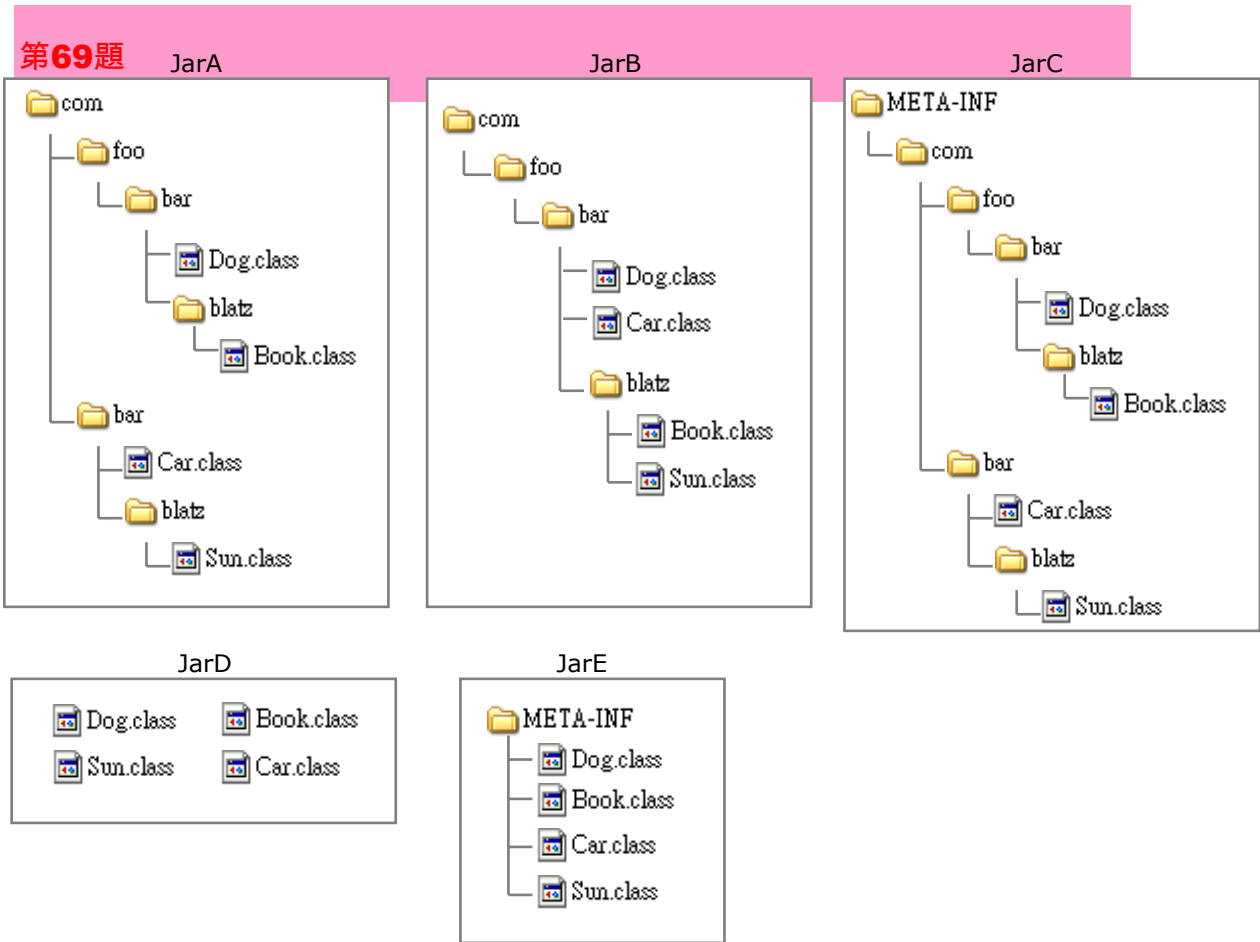 第69題
JarA
com
foo
bar
Dog.class
blatz
Book.class
bar
Car.class
blatz
Sun.class
JarB
com
foo
bar
Dog.class
Car.class
blatz
Book.class
Sun.class
JarC
META-INF
com
foo
bar
Dog.class
blatz
Book.class
bar
Car.class
blatz
Sun.class
JarD
Dog.class Book.class
Sun.class Car.class
JarE
META-INF
Dog.class
Book.class
Car.class
Sun.class